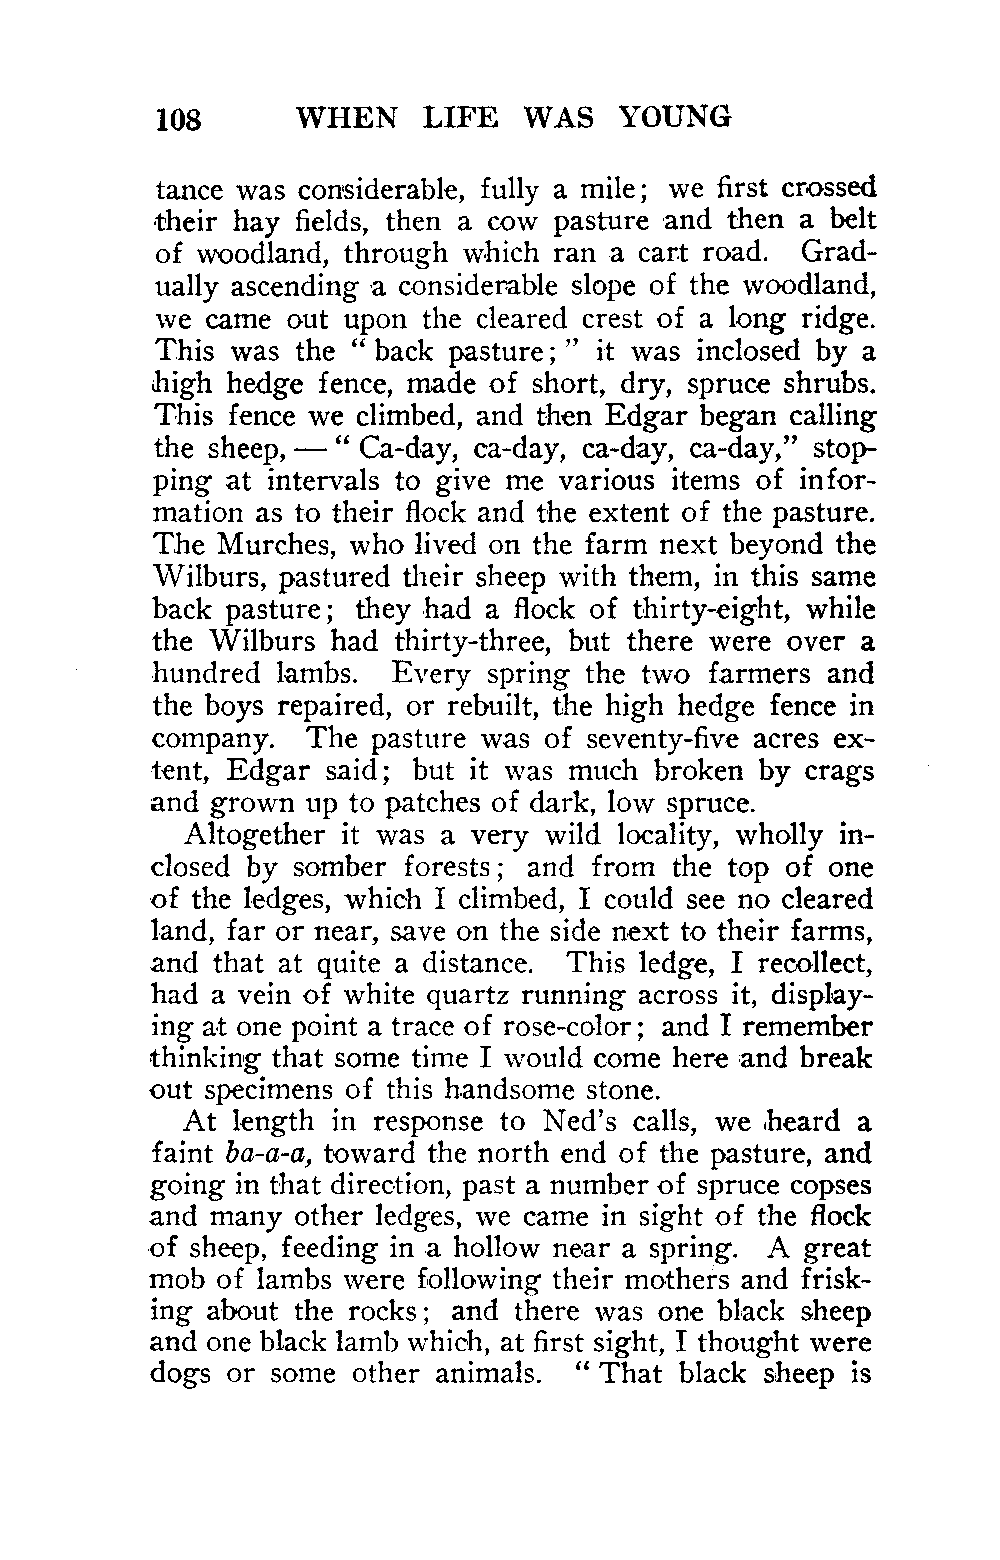 108 WHEN LIFE WAS YOUNG
tance was considerable, fully a mile; we first crossed
their hay fields, then a cow pasture and then a belt
of woodland, through which ran a cart road. Grad-
ually ascending a considerable slope of the woodland,
we came out upon the cleared crest of a long ridge.
This was the “ back pasture; ” it was inclosed by a
high hedge fence, made of short, dry, spruce shrubs.
This fence we climbed, and then Edgar began calling
the sheep, — “ Ca-day, ca-day, ca-day, ca-day,” stop-
ping at intervals to give me various items of infor-
mation as to their flock and the extent of the pasture.
The Murches, who lived on the farm next beyond the
Wilburs, pastured their sheep with them, in this same
back pasture; they had a flock of thirty-eight, while
the Wilburs had thirty-three, but there were over a
hundred lambs. Every spring the two farmers and
the boys repaired, or rebuilt, the high hedge fence in
company. The pasture was of seventy-five acres ex-
tent, Edgar said; but it was much broken by crags
and grown up to patches of dark, low spruce.
Altogether it was a very wild locality, wholly in-
closed by somber forests; and from the top of one
of the ledges, which I climbed, I could see no cleared
land, far or near, save on the side next to their farms,
and that at quite a distance. This ledge, I recollect,
had a vein of white quartz running across it, display-
ing at one point a trace of rose-color; and I remember
thinking that some time I would come here and break
out specimens of this handsome stone.
At length in response to Ned’s calls, we heard a
faint ba-a-a, toward the north end of the pasture, and
going in that direction, past a number of spruce copses
and many other ledges, we came in sight of the flock
of sheep, feeding in a hollow near a spring. A great
mob of lambs were following their mothers and frisk-
ing about the rocks; and there was one black sheep
and one black lamb which, at first sight, I thought were
dogs or some other animals. “ That black sheep is